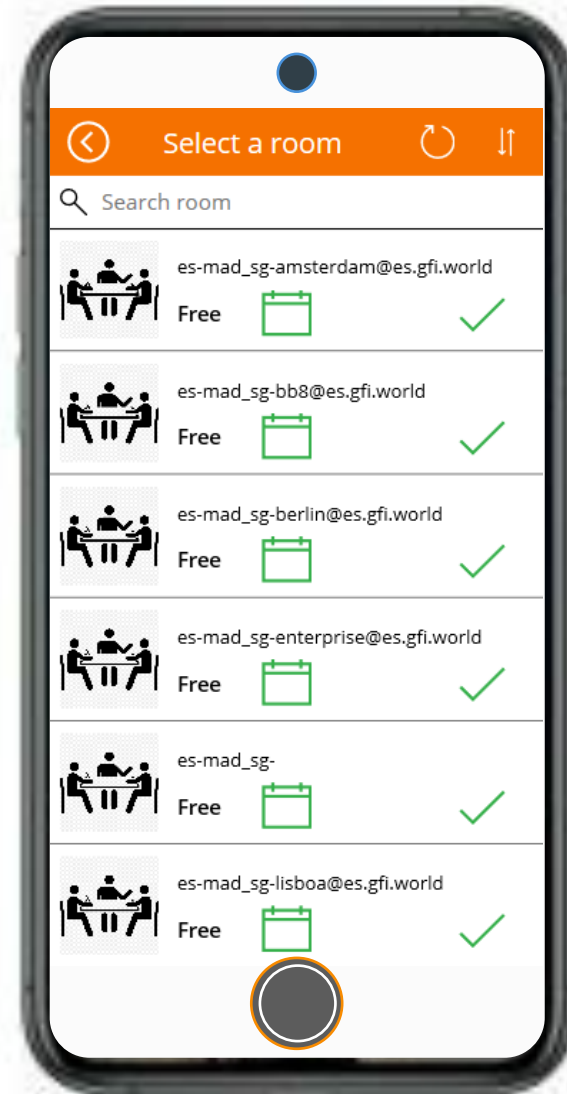 Select a room
Search room
es-mad_sg-amsterdam@es.gfi.world
Free
es-mad_sg-bb8@es.gfi.world
Free
es-mad_sg-berlin@es.gfi.world
Free
es-mad_sg-enterprise@es.gfi.world
Free
es-mad_sg-
Free
es-mad_sg-lisboa@es.gfi.world
Free